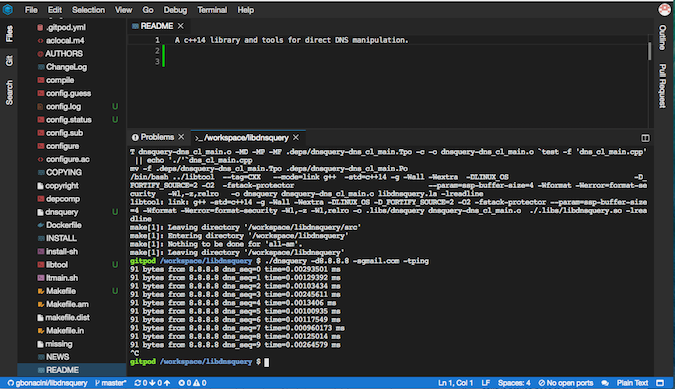 File Edit Selection View Go Debug Terminal Help
Files
Git
Search
.gitpod.yml
aclocal.m4
AUTHORS
ChangeLog
compile
config.guess
config.log U
config.status U
config.sub
configure
configure.ac
COPYING
copyright
depcomp
dnsquery U
Dockerfile
INSTALL
install-sh
libtool U
ltmain.sh
Makefile U
Makefile.am
makefile.dist
Makefile.in
missing
NEWS
README
README ×
1 A c++14 library and tools for direct DNS manipulation.
2
3
Outline
Pull Request
Problems × >_ /workspace/libdnsquery ×
T dnsquery-dns_cl_main.o -MD -MP -MF .deps/dnsquery-dns_cl_main.Tpo -c -o dnsquery-dns_cl_main.o `test -f 'dns_cl_main.cpp'
|| echo './'`dns_cl_main.cpp
mv -f .deps/dnsquery-dns_cl_main.Tpo .deps/dnsquery-dns_cl_main.Po
/bin/bash ../libtool --tag=CXX --mode=link g++ -std=c++14 -g -Wall -Wextra -DLINUX_OS -D_
FORTIFY_SOURCE=2 -O2 -fstack-protector --param=ssp-buffer-size=4 -Wformat -Werror=format-sec
urity -Wl,-z,relro -o dnsquery dnsquery-dns_cl_main.o libdnsquery.la -lreadline
libtool: link: g++ -std=c++14 -g -Wall -Wextra -DLINUX_OS -D_FORTIFY_SOURCE=2 -O2 -fstack-protector --param=ssp-buffer-size
=4 -Wformat -Werror=format-security -Wl,-z -Wl,relro -o .libs/dnsquery dnsquery-dns_cl_main.o ./.libs/libdnsquery.so -lrea
dline
make[1]: Leaving directory '/workspace/libdnsquery/src'
make[1]: Entering directory '/workspace/libdnsquery'
make[1]: Nothing to be done for 'all-am'.
make[1]: Leaving directory '/workspace/libdnsquery'
gitpod /workspace/libdnsquery $ ./dnsquery -d8.8.8.8 -sgmail.com -tping
91 bytes from 8.8.8.8 dns_seq=0 time=0.00293501 ms
91 bytes from 8.8.8.8 dns_seq=1 time=0.00129392 ms
91 bytes from 8.8.8.8 dns_seq=2 time=0.00103434 ms
91 bytes from 8.8.8.8 dns_seq=3 time=0.00245611 ms
91 bytes from 8.8.8.8 dns_seq=4 time=0.0013406 ms
91 bytes from 8.8.8.8 dns_seq=5 time=0.00100935 ms
91 bytes from 8.8.8.8 dns_seq=6 time=0.00117549 ms
91 bytes from 8.8.8.8 dns_seq=7 time=0.000960173 ms
91 bytes from 8.8.8.8 dns_seq=8 time=0.00125014 ms
91 bytes from 8.8.8.8 dns_seq=9 time=0.00264579 ms
^C
gitpod /workspace/libdnsquery $
gbonacini/libdnsquery master* 0 0 0 0 Ln 1, Col 1 LF Spaces: 4 No open ports Plain Text